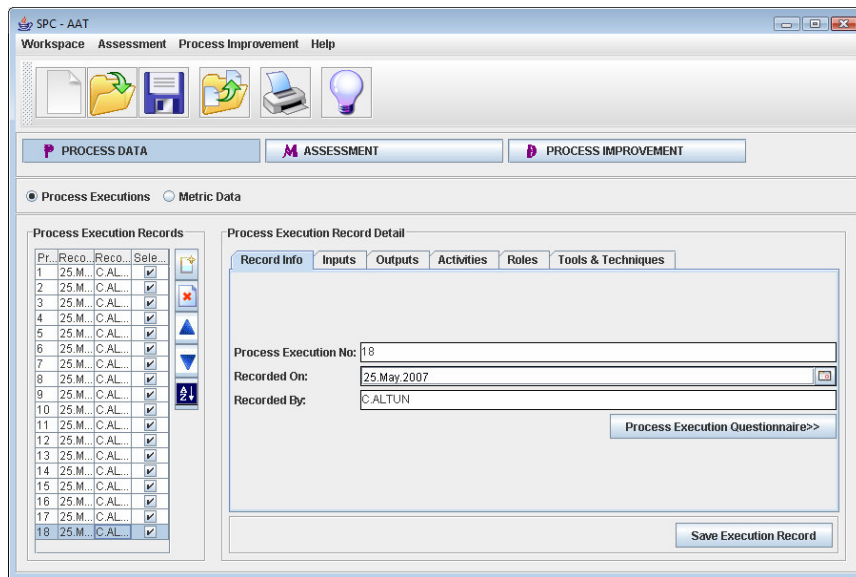 SPC - AAT
Workspace Assessment Process Improvement Help
P PROCESS DATA M ASSESSMENT D PROCESS IMPROVEMENT
Process Executions Metric Data
Process Execution Records
Pr... Reco... Reco... Sele...
1 25.M... C.AL...
2 25.M... C.AL...
3 25.M... C.AL...
4 25.M... C.AL...
5 25.M... C.AL...
6 25.M... C.AL...
7 25.M... C.AL...
8 25.M... C.AL...
9 25.M... C.AL...
10 25.M... C.AL...
11 25.M... C.AL...
12 25.M... C.AL...
13 25.M... C.AL...
14 25.M... C.AL...
15 25.M... C.AL...
16 25.M... C.AL...
17 25.M... C.AL...
18 25.M... C.AL...
A Z
Process Execution Record Detail
Record Info Inputs Outputs Activities Roles Tools & Techniques
Process Execution No: 18
Recorded On: 25.May.2007
Recorded By: C.ALTUN
Process Execution Questionnaire>>
Save Execution Record